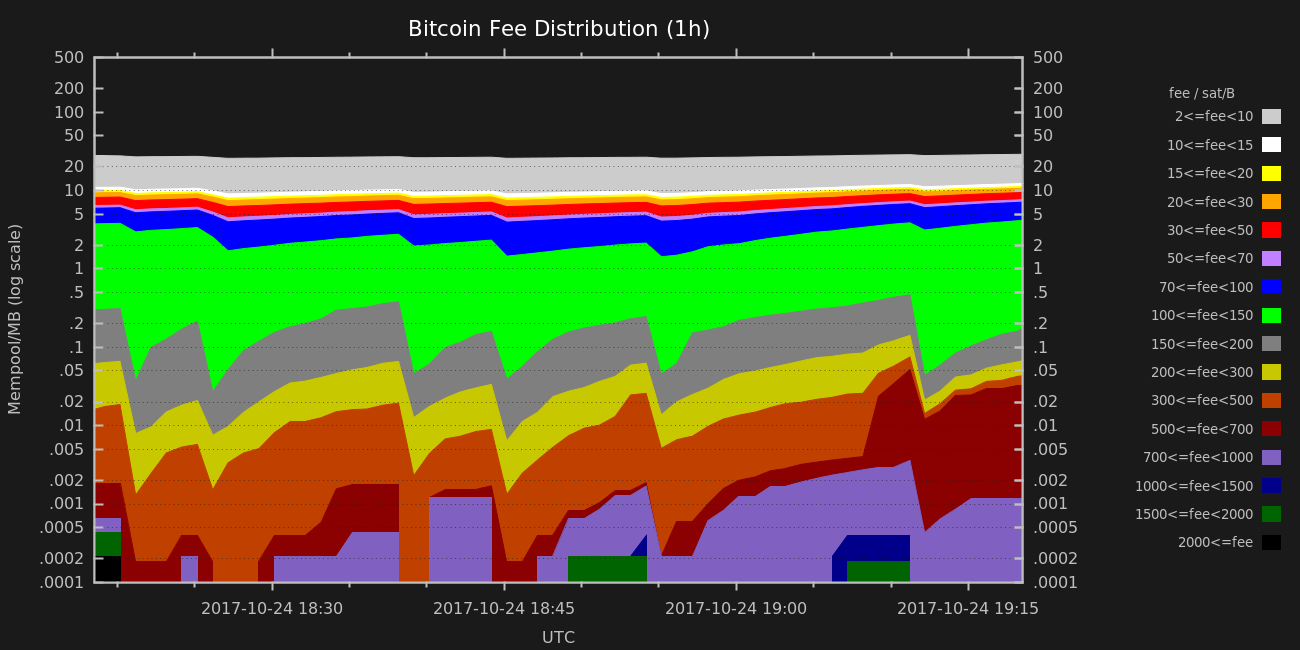 Bitcoin Fee Distribution (1h)
Mempool/MB (log scale)
500
200
100
50
20
10
5
2
1
.5
.2
.1
.05
.02
.01
.005
.002
.001
.0005
.0002
.0001
500
200
100
50
20
10
5
2
1
.5
.2
.1
.05
.02
.01
.005
.002
.001
.0005
.0002
.0001
2017-10-24 18:30
2017-10-24 18:45
2017-10-24 19:00
2017-10-24 19:15
UTC
fee / sat/B
2<=fee<10
10<=fee<15
15<=fee<20
20<=fee<30
30<=fee<50
50<=fee<70
70<=fee<100
100<=fee<150
150<=fee<200
200<=fee<300
300<=fee<500
500<=fee<700
700<=fee<1000
1000<=fee<1500
1500<=fee<2000
2000<=fee